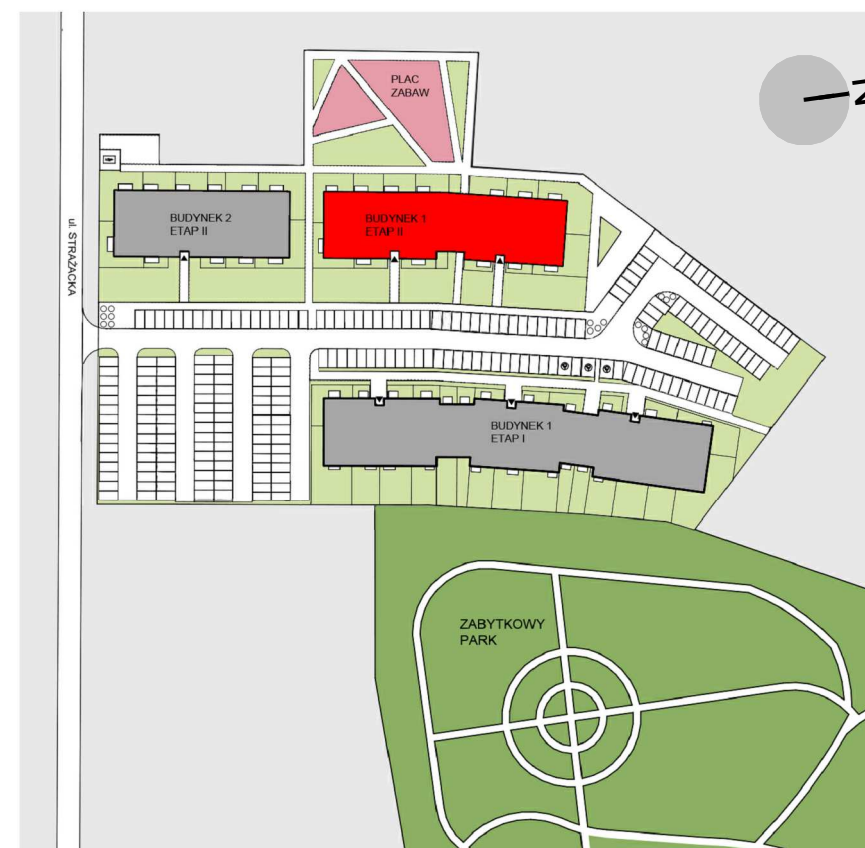 PLAC
ZABAW
BUDYNEK 2
ETAP II
BUDYNEK 1
ETAP II
ul. STRAŻACKA
BUDYNEK 1
ETAP I
ZABYTKOWY
PARK